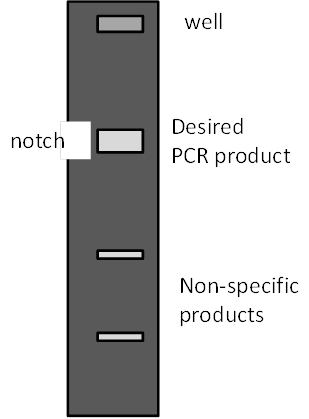 well
notch
Desired
PCR product
Non-specific
products